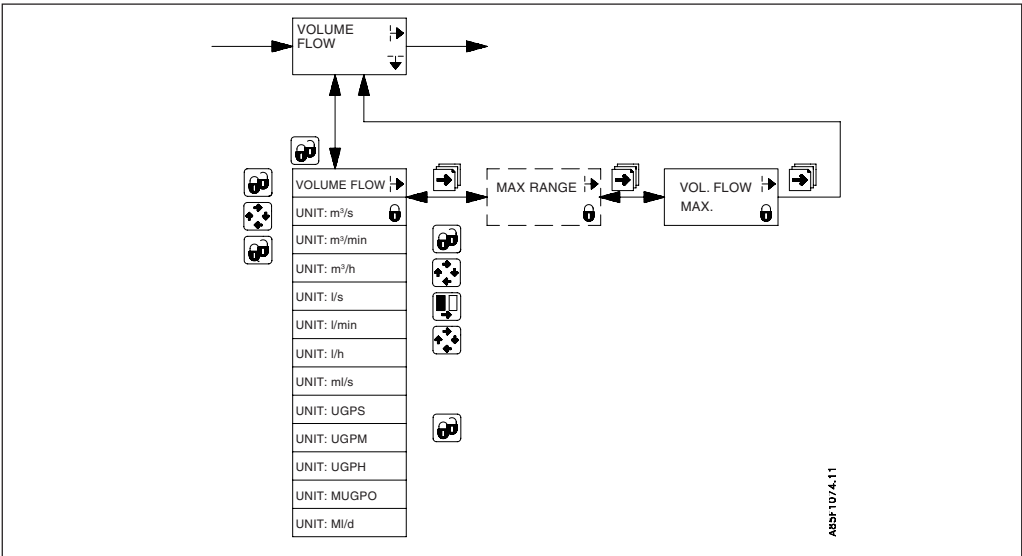 VOLUME
FLOW
VOLUME FLOW
MAX RANGE
VOL. FLOW
MAX.
UNIT: m³/s
UNIT: m³/min
UNIT: m³/h
UNIT: l/s
UNIT: l/min
UNIT: l/h
UNIT: ml/s
UNIT: UGPS
UNIT: UGPM
UNIT: UGPH
UNIT: MUGPO
UNIT: Ml/d
A85F1074.11